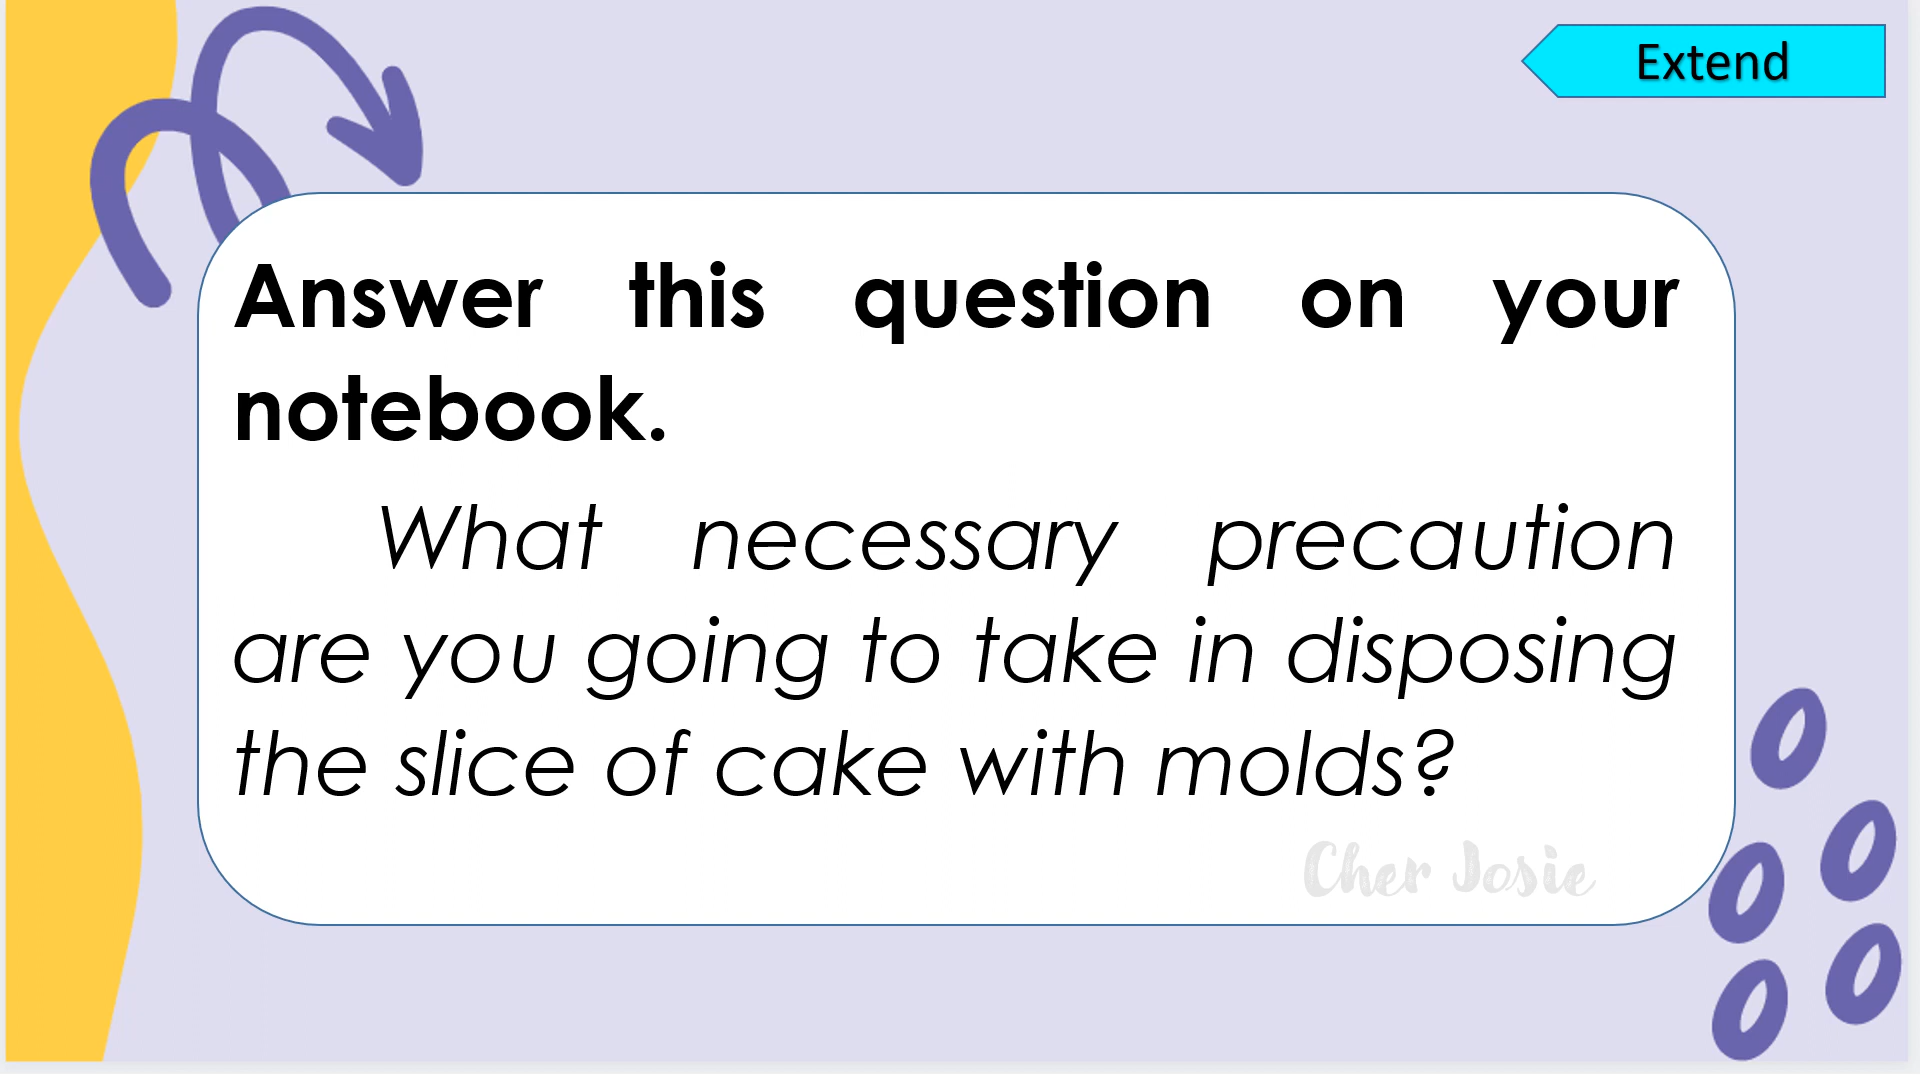 Extend
Answer this question on your
notebook.
What necessary precaution
are you going to take in disposing
the slice of cake with molds?
Cher Josie